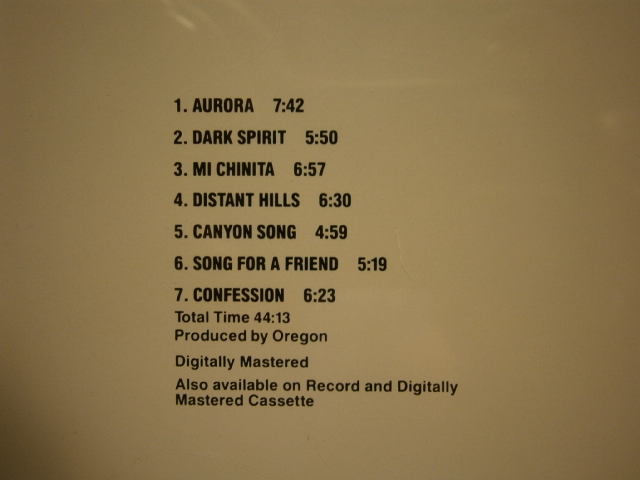 1. AURORA 7:42
2. DARK SPIRIT 5:50
3. MI CHINITA 6:57
4. DISTANT HILLS 6:30
5. CANYON SONG 4:59
6. SONG FOR A FRIEND 5:19
7. CONFESSION 6:23
Total Time 44:13
Produced by Oregon
Digitally Mastered
Also available on Record and Digitally
Mastered Cassette